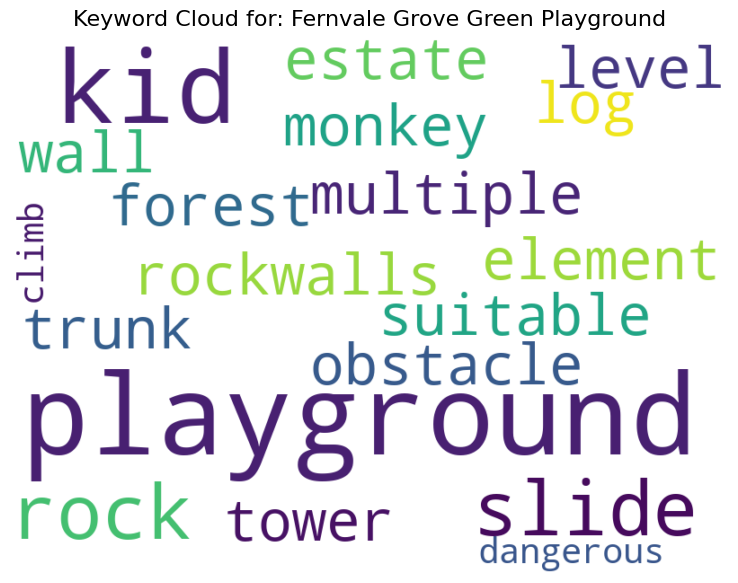 Keyword Cloud for: Fernvale Grove Green Playground
kid
estate
level
log
monkey
wall
forest
multiple
climb
rockwalls
element
trunk
suitable
obstacle
playground
rock
tower
slide
dangerous